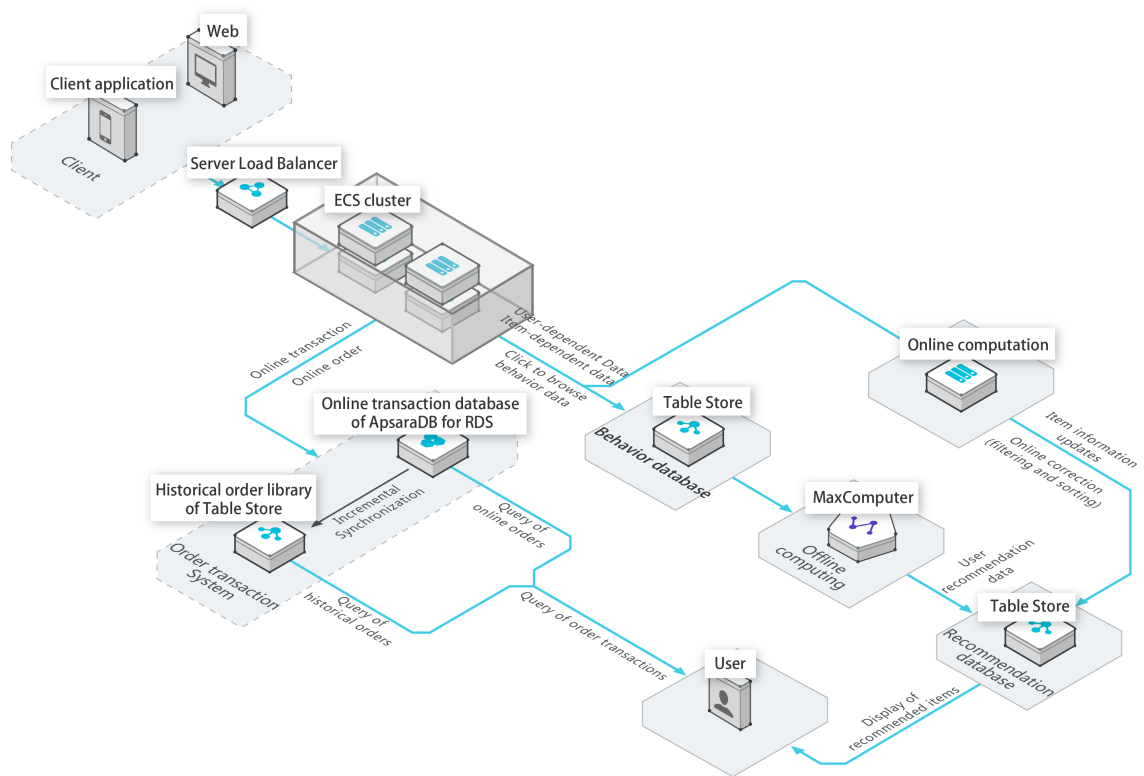 Web
Client application
Client
Server Load Balancer
ECS cluster
Online transaction
Online order
User-dependent Data
Item-dependent data
Click to browse
behavior data
Online computation
Item information
updates
Online correction
(filtering and sorting)
Online transaction database
of ApsaraDB for RDS
Table Store
Behavior database
Historical order library
of Table Store
Incremental
Synchronization
Order transaction
System
Query of
online orders
MaxComputer
Offline
computing
User
recommendation
data
Query of
historical orders
Query of order transactions
Table Store
Recommendation
database
User
Display of
recommended items